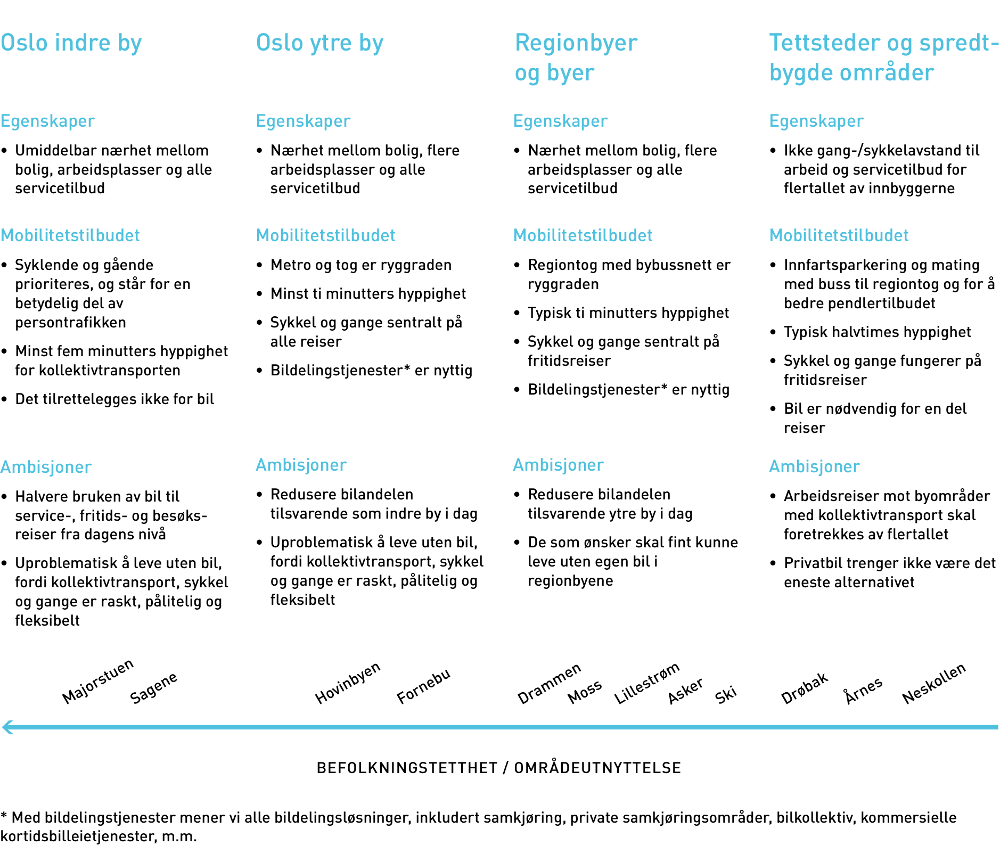 Oslo indre by
Egenskaper
• Umiddelbar nærhet mellom
bolig, arbeidsplasser og alle
servicetilbud
Mobilitetstilbudet
• Syklende og gående
prioriteres, og står for en
betydelig del av
persontrafikken
• Minst fem minutters hyppighet
for kollektivtransporten
• Det tilrettelegges ikke for bil
Ambisjoner
• Halvere bruken av bil til
service-, fritids- og besøks-
reiser fra dagens nivå
• Uproblematisk å leve uten bil,
fordi kollektivtransport, sykkel
og gange er raskt, pålitelig og
fleksibelt
Oslo ytre by
Egenskaper
• Nærhet mellom bolig, flere
arbeidsplasser og alle
servicetilbud
Mobilitetstilbudet
• Metro og tog er ryggraden
• Minst ti minutters hyppighet
• Sykkel og gange sentralt på
alle reiser
• Bildelingstjenester* er nyttig
Ambisjoner
• Redusere bilandelen
tilsvarende som indre by i dag
• Uproblematisk å leve uten bil,
fordi kollektivtransport, sykkel
og gange er raskt, pålitelig og
fleksibelt
Regionbyer
og byer
Egenskaper
• Nærhet mellom bolig, flere
arbeidsplasser og alle
servicetilbud
Mobilitetstilbudet
• Regiontog med bybussnett er
ryggraden
• Typisk ti minutters hyppighet
• Sykkel og gange sentralt på
fritidsreiser
• Bildelingstjenester* er nyttig
Ambisjoner
• Redusere bilandelen
tilsvarende ytre by i dag
• De som ønsker skal fint kunne
leve uten egen bil i
regionbyene
Tettsteder og spredt-
bygde områder
Egenskaper
• Ikke gang-/sykkelavstand til
arbeid og servicetilbud for
flertallet av innbyggerne
Mobilitetstilbudet
• Innfartsparkering og mating
med buss til regiontog og for å
bedre pendlertilbudet
• Typisk halvtimes hyppighet
• Sykkel og gange fungerer på
fritidsreiser
• Bil er nødvendig for en del
reiser
Ambisjoner
• Arbeidsreiser mot byområder
med kollektivtransport skal
foretrekkes av flertallet
• Privatbil trenger ikke være det
eneste alternativet
Majorstuen
Sagene
Hovinbyen
Fornebu
Drammen
Moss
Lillestrøm
Asker
Ski
Drøbak
Årnes
Neskollen
BEFOLKNINGSTETTHET / OMRÅDEUTNYTTELSE
* Med bildelingstjenester mener vi alle bildelingsløsninger, inkludert samkjøring, private samkjøringsområder, bilkollektiv, kommersielle
kortidsbilleietjenester, m.m.